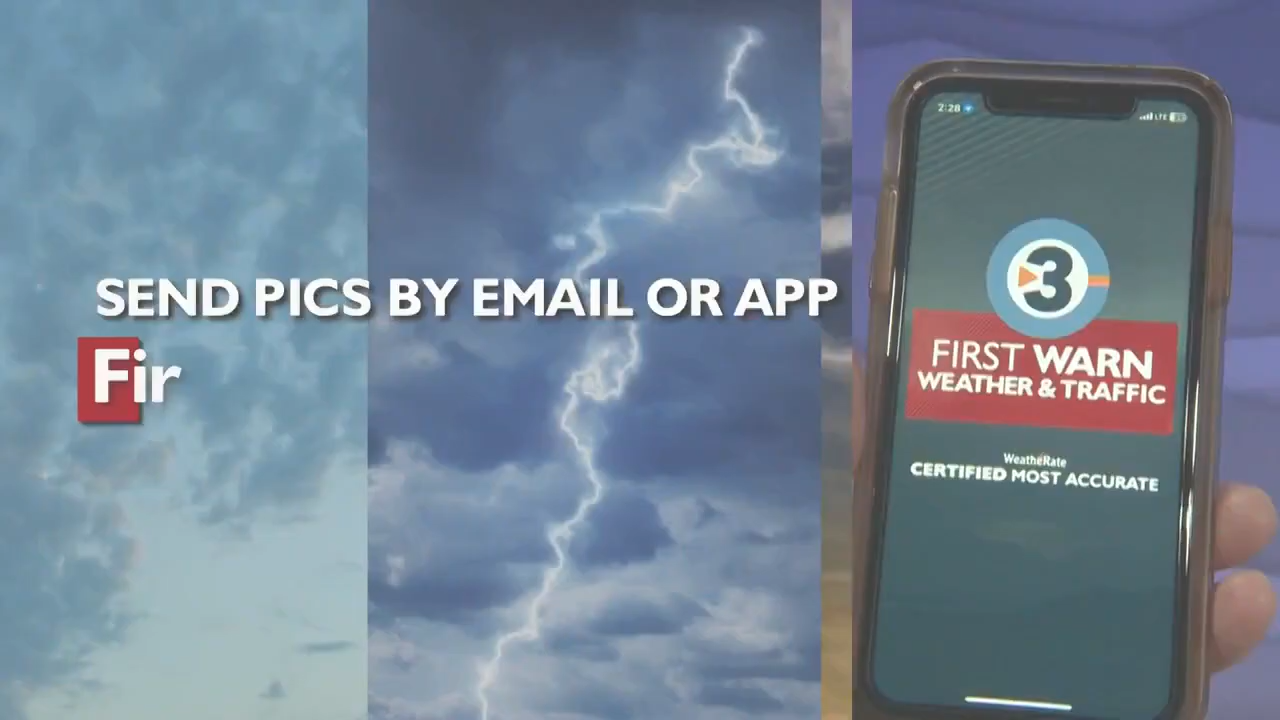 SEND PICS BY EMAIL OR APP
Fir
2:28
LTE
3
FIRST WARN
WEATHER & TRAFFIC
WeatheRate
CERTIFIED MOST ACCURATE